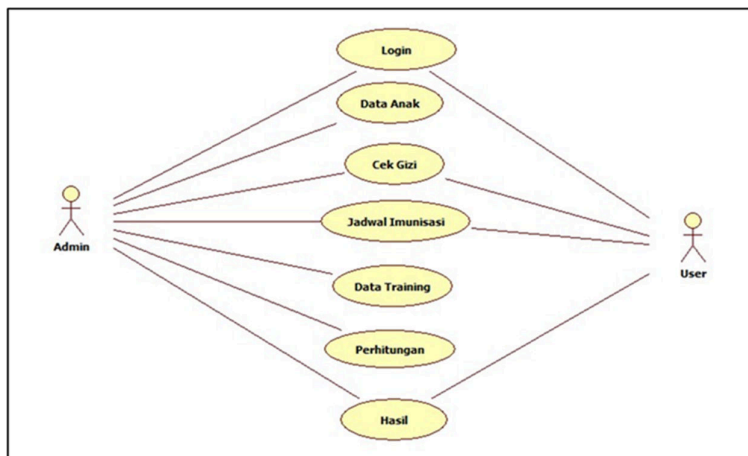 Login
Data Anak
Cek Gizi
Jadwal Imunisasi
Admin
User
Data Training
Perhitungan
Hasil